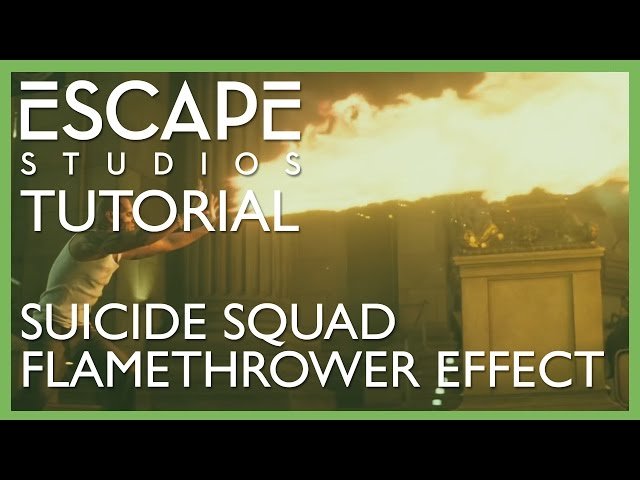 ESCAPE
STUDIOS
TUTORIAL
SUICIDE SQUAD
FLAMETHROWER EFFECT